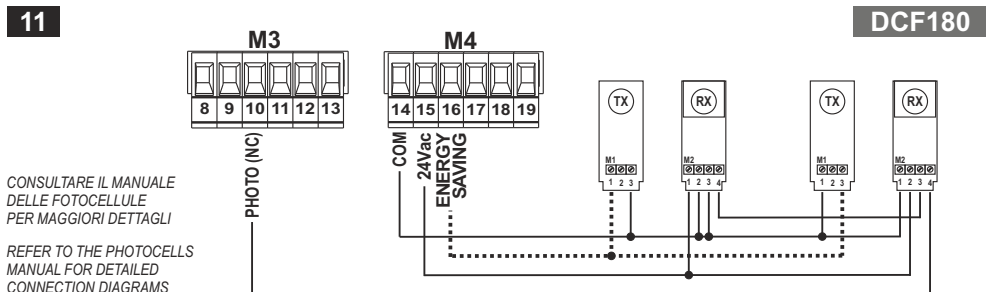 11
DCF180
M3
M4
8 9 10 11 12 13
14 15 16 17 18 19
PHOTO (NC)
COM
24Vac
ENERGY
SAVING
TX
RX
TX
RX
M1
M2
M1
M2
1 2 3
1 2 3 4
1 2 3
1 2 3 4
CONSULTARE IL MANUALE
DELLE FOTOCELLULE
PER MAGGIORI DETTAGLI
REFER TO THE PHOTOCELLS
MANUAL FOR DETAILED
CONNECTION DIAGRAMS